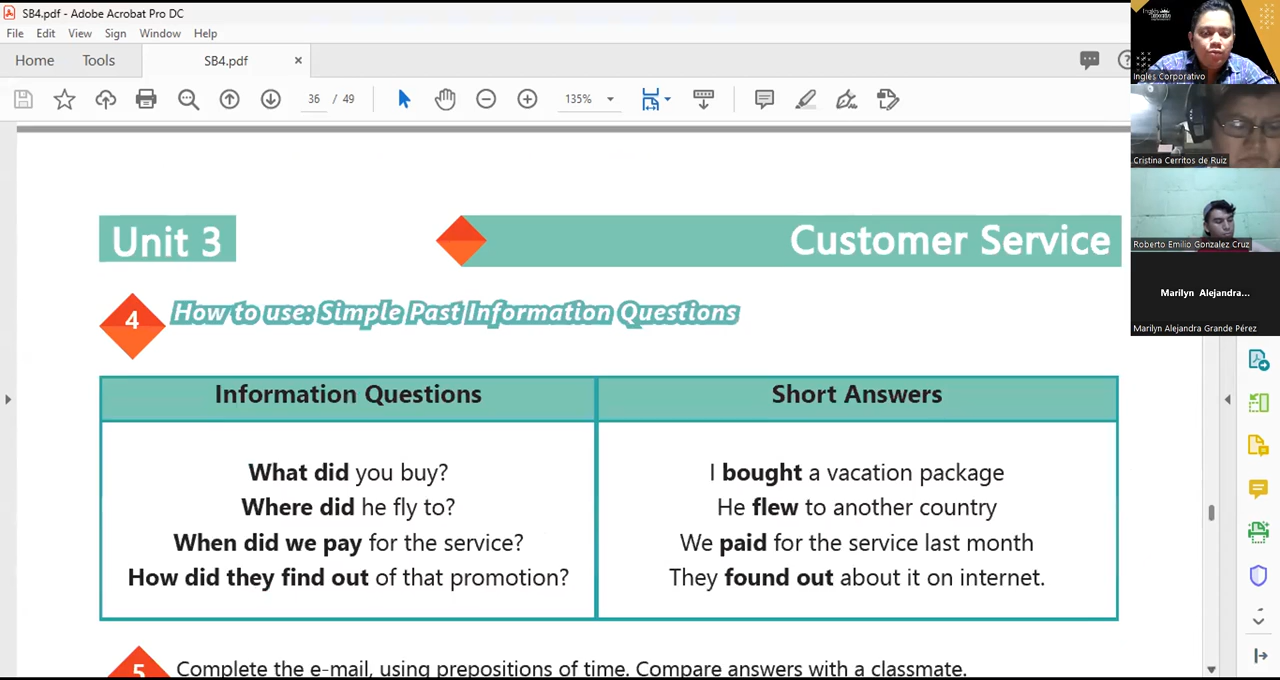 SB4.pdf - Adobe Acrobat Pro DC
File Edit View Sign Window Help
Home Tools SB4.pdf ×
36 / 49 135%
Unit 3
Customer Service
4 How to use: Simple Past Information Questions
Information Questions Short Answers
What did you buy? I bought a vacation package
Where did he fly to? He flew to another country
When did we pay for the service? We paid for the service last month
How did they find out of that promotion? They found out about it on internet.
5 Complete the e-mail, using prepositions of time. Compare answers with a classmate.
Inglés Corporativo
Cristina Cerritos de Ruiz
Roberto Emilio Gonzalez Cruz
Marilyn Alejandra...
Marilyn Alejandra Grande Pérez